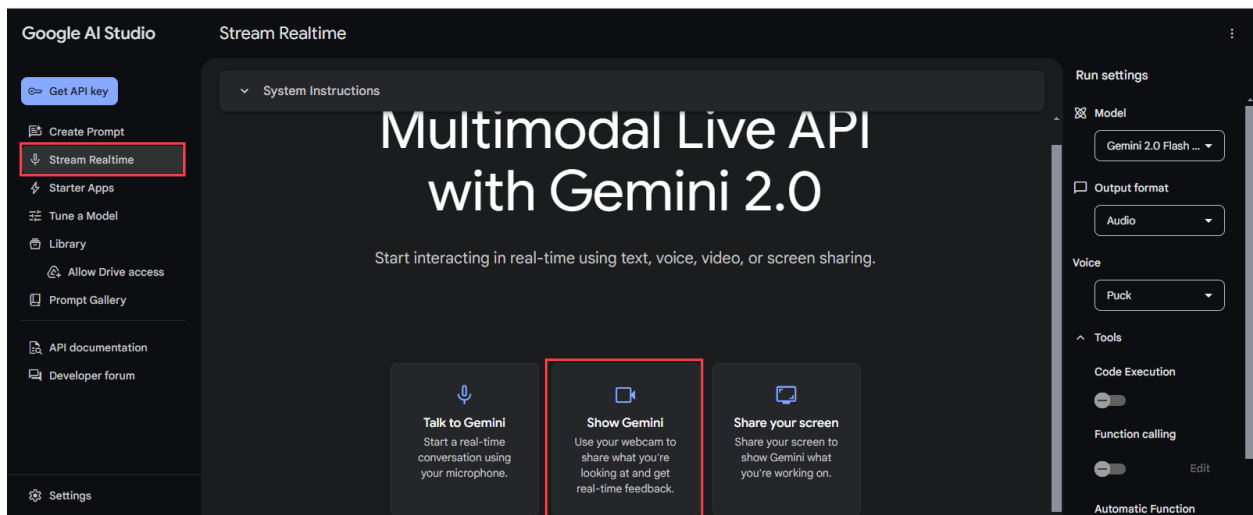 Google AI Studio
Get API key
Create Prompt
Stream Realtime
Starter Apps
Tune a Model
Library
Allow Drive access
Prompt Gallery
API documentation
Developer forum
Settings
Stream Realtime
System Instructions
Multimodal Live API
with Gemini 2.0
Start interacting in real-time using text, voice, video, or screen sharing.
Talk to Gemini
Start a real-time
conversation using
your microphone.
Show Gemini
Use your webcam to
share what you're
looking at and get
real-time feedback.
Share your screen
Share your screen to
show Gemini what
you're working on.
Run settings
Model
Gemini 2.0 Flash ...
Output format
Audio
Voice
Puck
Tools
Code Execution
Function calling
Edit
Automatic Function